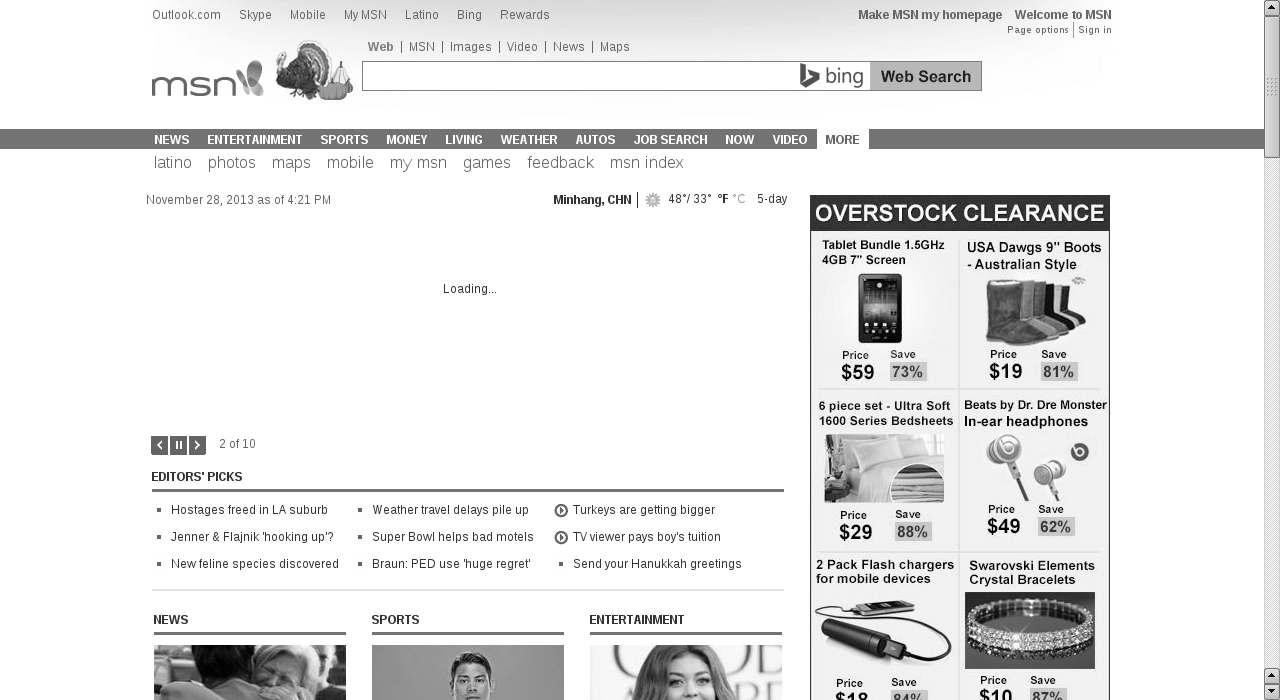 Outlook.com Skype Mobile My MSN Latino Bing Rewards
Make MSN my homepage Welcome to MSN
Page options Sign in
Web MSN Images Video News Maps
msn
bing Web Search
NEWS ENTERTAINMENT SPORTS MONEY LIVING WEATHER AUTOS JOB SEARCH NOW VIDEO MORE
latino photos maps mobile my msn games feedback msn index
November 28, 2013 as of 4:21 PM
Minhang, CHN 48°/ 33° °F °C 5-day
Loading...
2 of 10
EDITORS' PICKS
Hostages freed in LA suburb
Weather travel delays pile up
Turkeys are getting bigger
Jenner & Flajnik 'hooking up'?
Super Bowl helps bad motels
TV viewer pays boy's tuition
New feline species discovered
Braun: PED use 'huge regret'
Send your Hanukkah greetings
NEWS
SPORTS
ENTERTAINMENT
OVERSTOCK CLEARANCE
Tablet Bundle 1.5GHz
4GB 7" Screen
Price Save
$59 73%
USA Dawgs 9" Boots
- Australian Style
Price Save
$19 81%
6 piece set - Ultra Soft
1600 Series Bedsheets
Price Save
$29 88%
Beats by Dr. Dre Monster
In-ear headphones
Price Save
$49 62%
2 Pack Flash chargers
for mobile devices
Price Save
$18 84%
Swarovski Elements
Crystal Bracelets
Price Save
$10 87%